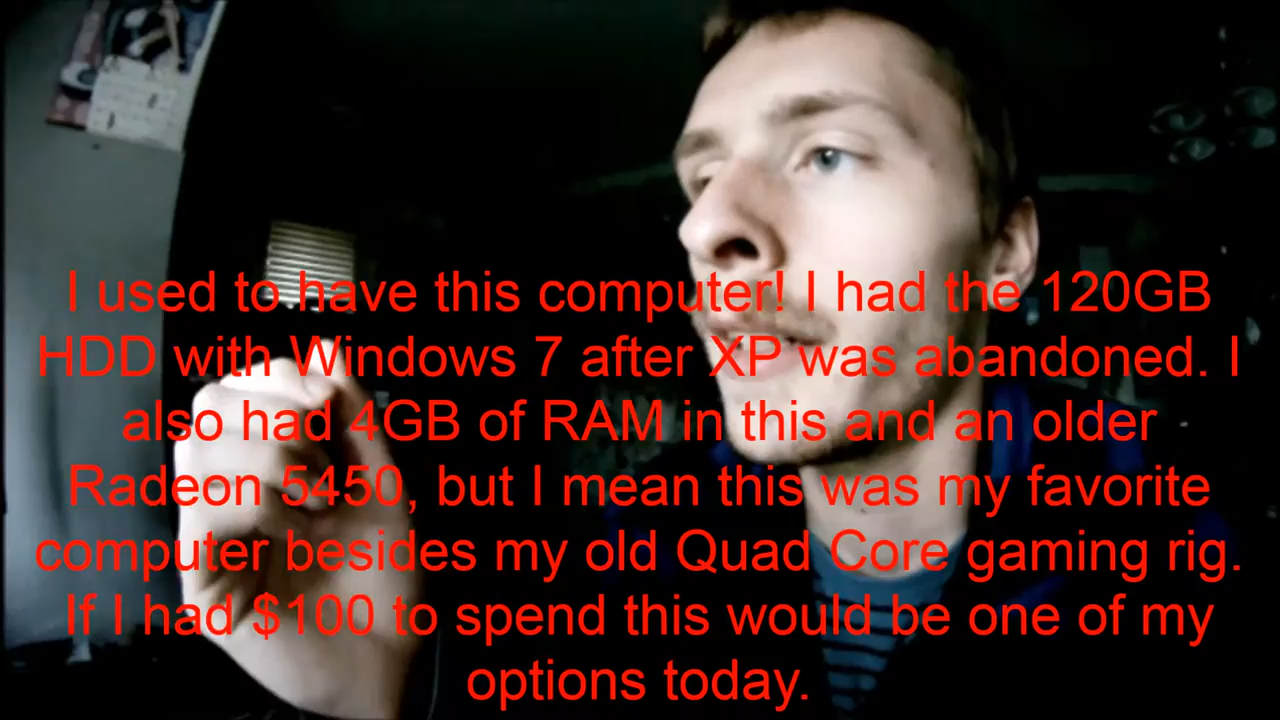 I used to have this computer! I had the 120GB
HDD with Windows 7 after XP was abandoned. I
also had 4GB of RAM in this and an older
Radeon 5450, but I mean this was my favorite
computer besides my old Quad Core gaming rig.
If I had $100 to spend this would be one of my
options today.